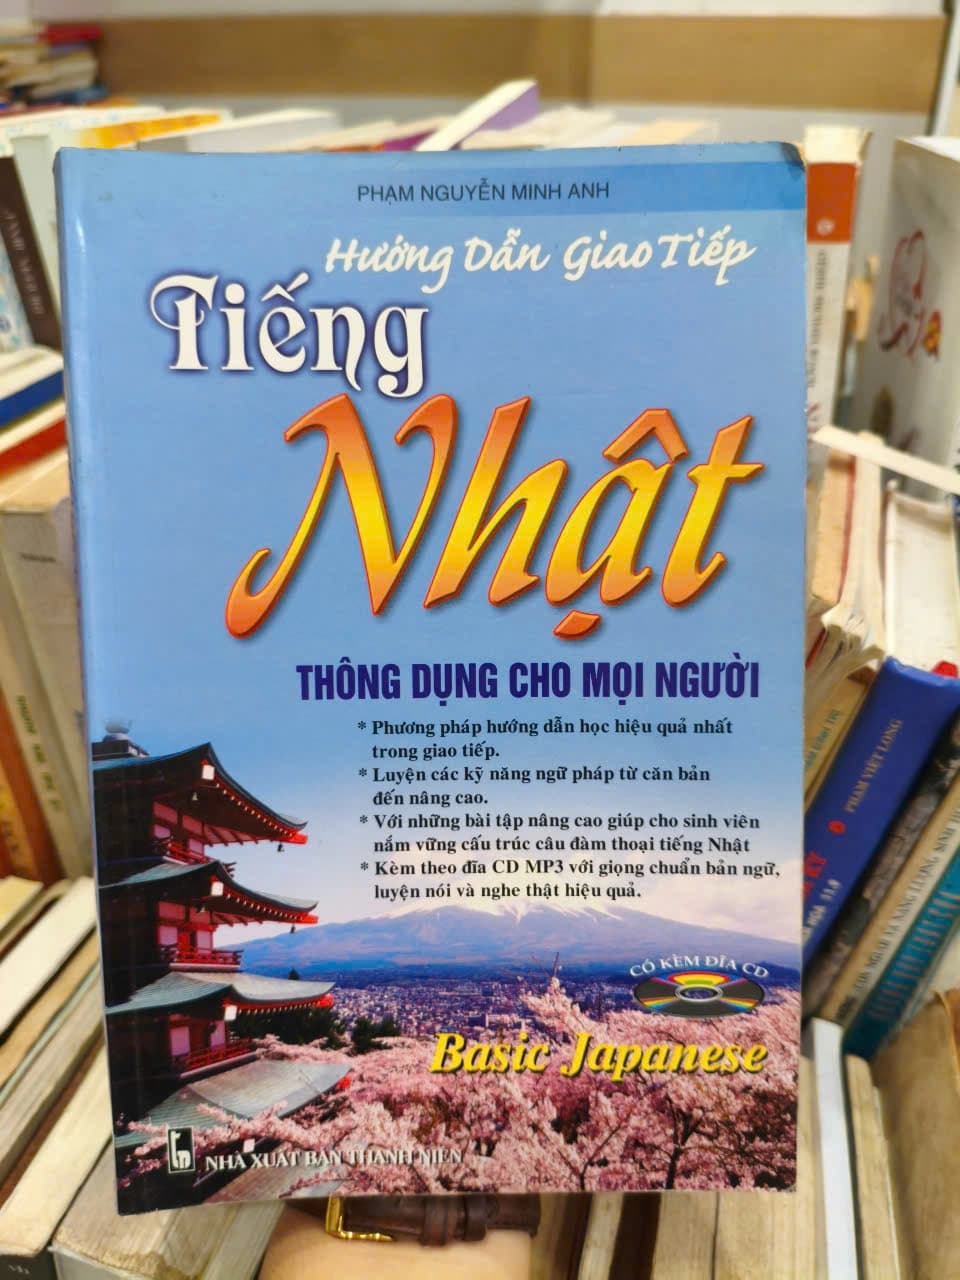 PHẠM NGUYỄN MINH ANH
Hướng Dẫn Giao Tiếp
Tiếng
Nhật
THÔNG DỤNG CHO MỌI NGƯỜI
* Phương pháp hướng dẫn học hiệu quả nhất
trong giao tiếp.
* Luyện các kỹ năng ngữ pháp từ căn bản
đến nâng cao.
* Với những bài tập nâng cao giúp cho sinh viên
nắm vững cấu trúc câu đàm thoại tiếng Nhật
* Kèm theo đĩa CD MP3 với giọng chuẩn bản ngữ,
luyện nói và nghe thật hiệu quả.
CÓ KÈM ĐĨA CD
Basic Japanese
NHÀ XUẤT BẢN THANH NIÊN
PHẠM VIẾT LONG